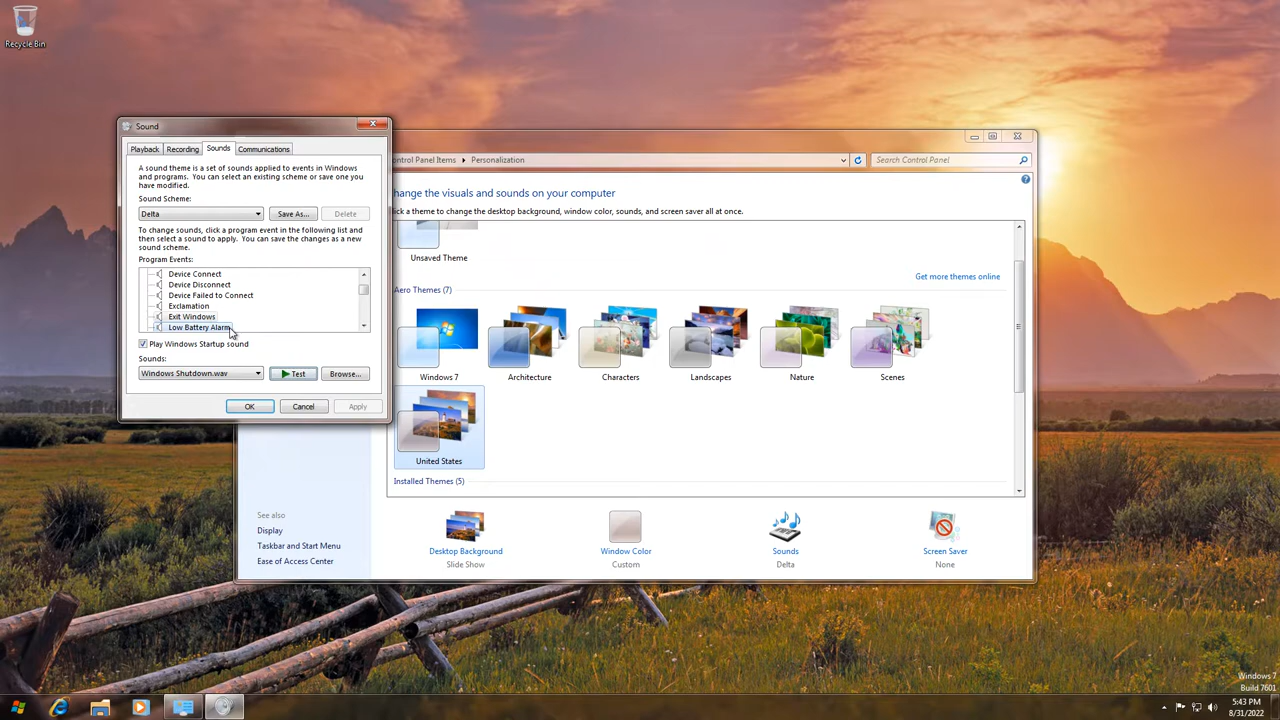 Recycle Bin
Sound
Playback
Recording
Sounds
Communications
A sound theme is a set of sounds applied to events in Windows
and programs. You can select an existing scheme or save one you
have modified.
Sound Scheme:
Delta
Save As...
Delete
To change sounds, click a program event in the following list and
then select a sound to apply. You can save the changes as a new
sound scheme.
Program Events:
Device Connect
Device Disconnect
Device Failed to Connect
Exclamation
Exit Windows
Low Battery Alarm
Play Windows Startup sound
Sounds:
Windows Shutdown.wav
Test
Browse...
OK
Cancel
Apply
ontrol Panel Items
Personalization
Search Control Panel
hange the visuals and sounds on your computer
lick a theme to change the desktop background, window color, sounds, and screen saver all at once.
Unsaved Theme
Get more themes online
Aero Themes (7)
Windows 7
Architecture
Characters
Landscapes
Nature
Scenes
United States
Installed Themes (5)
See also
Display
Taskbar and Start Menu
Ease of Access Center
Desktop Background
Slide Show
Window Color
Custom
Sounds
Delta
Screen Saver
None
Windows 7
Build 7601
5:43 PM
8/31/2022